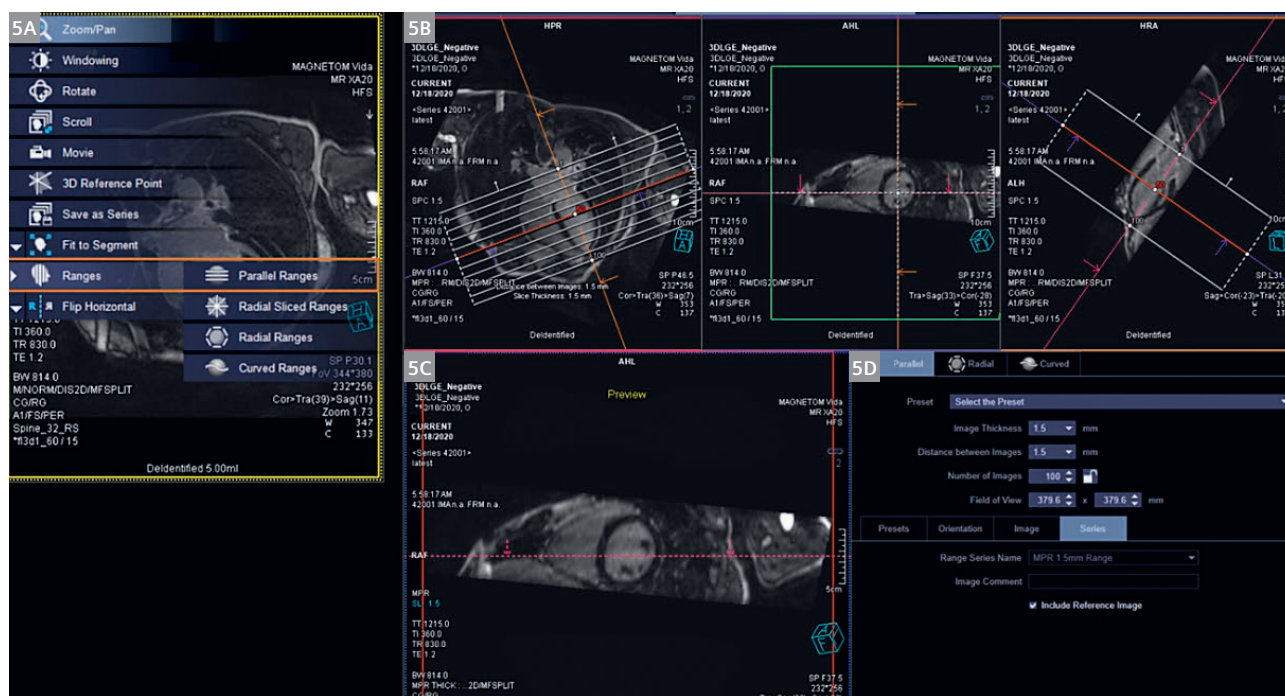 5A
Zoom/Pan
Windowing
Rotate
Scroll
Movie
3D Reference Point
Save as Series
Fit to Segment
Ranges
Flip Horizontal
Parallel Ranges
Radial Sliced Ranges
Radial Ranges
Curved Ranges
MAGNETOM Vida
MR XA20
HFS
5cm
TI 360.0
TR 830.0
TE 1.2
BW 814.0
M/NORM/DIS2D/MFSPLIT
CG/RG
A1/FS/PER
Spine_32_RS
*fl3d1_60 / 15
SP P30.1
FoV 344*380
232*256
Cor>Tra(39)>Sag(11)
Zoom 1.73
W 347
C 133
DeIdentified 5.00ml
5B
HPR
3DLGE_Negative
3DLGE_Negative
*12/18/2020, O
CURRENT
12/18/2020
<Series 42001>
latest
MAGNETOM Vida
MR XA20
HFS
1, 2
5:58:17 AM
42001 IMA n.a. FRM n.a.
RAF
SPC 1.5
TT 1215.0
TI 360.0
TR 830.0
TE 1.2
100
10cm
Distance between Images: 1.5 mm
Slice Thickness: 1.5 mm
BW 814.0
MPR : ...RM/DIS2D/MFSPLIT
CG/RG
A1/FS/PER
*fl3d1_60 / 15
SP P48.5
232*256
Cor>Tra(36)>Sag(7)
W 353
C 137
DeIdentified
AHL
3DLGE_Negative
3DLGE_Negative
*12/18/2020, O
CURRENT
12/18/2020
<Series 42001>
latest
MAGNETOM Vida
MR XA20
HFS
1, 2
5:58:17 AM
42001 IMA n.a. FRM n.a.
RAF
SPC 1.5
TT 1215.0
TI 360.0
TR 830.0
TE 1.2
10cm
BW 814.0
MPR : ...RM/DIS2D/MFSPLIT
CG/RG
A1/FS/PER
*fl3d1_60 / 15
SP F37.5
232*256
Tra>Sag(33)>Cor(-28)
W 353
C 137
DeIdentified
HRA
3DLGE_Negative
3DLGE_Negative
*12/18/2020, O
CURRENT
12/18/2020
<Series 42001>
latest
MAGNETOM Vida
MR XA20
HFS
1, 2
5:58:17 AM
42001 IMA n.a. FRM n.a.
ALH
SPC 1.5
TT 1215.0
TI 360.0
TR 830.0
TE 1.2
100
BW 814.0
MPR : ...RM/DIS2D/MFSPLIT
CG/RG
A1/FS/PER
*fl3d1_60 / 15
232*256
W 353
C 137
DeIdentified
5C
AHL
Preview
3DLGE_Negative
3DLGE_Negative
*12/18/2020, O
CURRENT
12/18/2020
<Series 42001>
latest
MAGNETOM Vida
MR XA20
HFS
2
5:58:17 AM
42001 IMA n.a. FRM n.a.
RAF
MPR
SL 1.5
TT 1215.0
TI 360.0
TR 830.0
TE 1.2
5cm
BW 814.0
MPR THICK : ...2D/MFSPLIT
SP F37.5
232*256
5D
Parallel
Radial
Curved
Preset
Select the Preset
Image Thickness 1.5 mm
Distance between Images 1.5 mm
Number of Images 100
Field of View 379.6 x 379.6 mm
Presets
Orientation
Image
Series
Range Series Name MPR 1.5mm Range
Image Comment
Include Reference Image